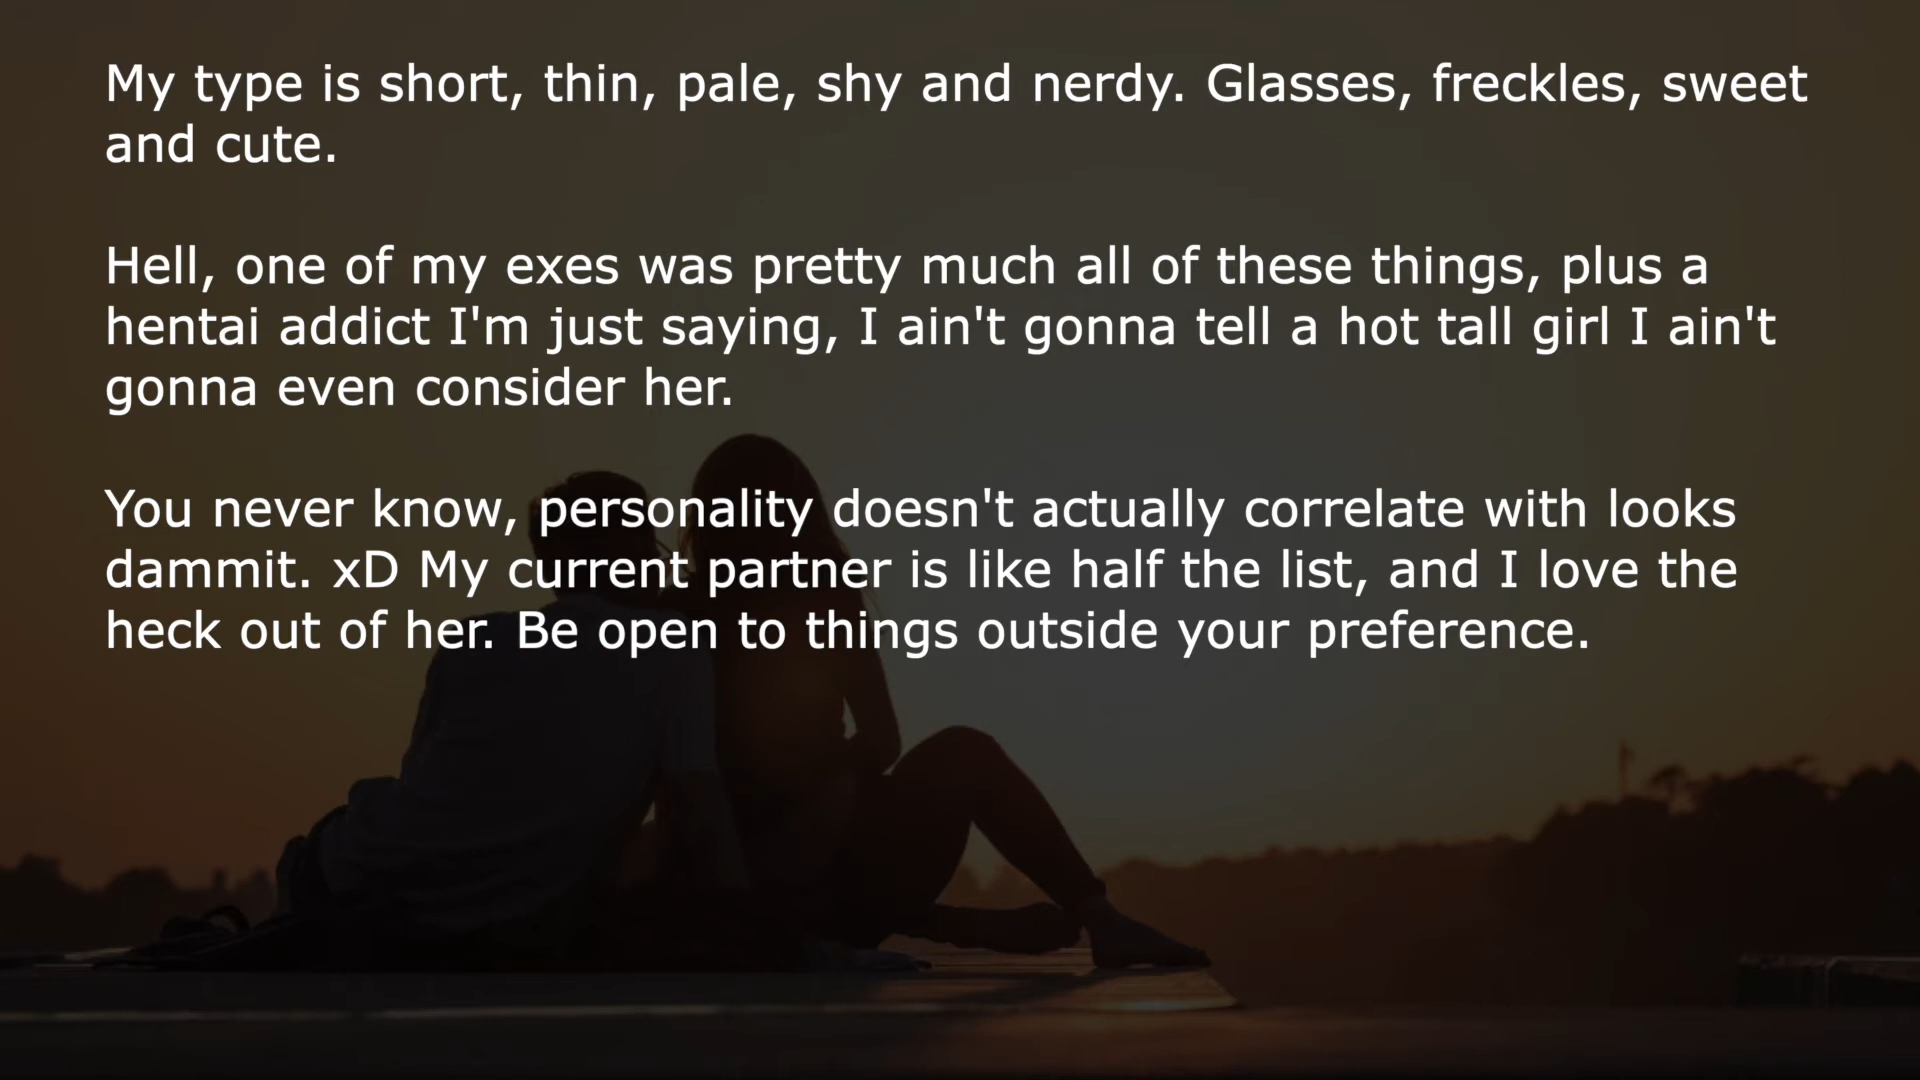 My type is short, thin, pale, shy and nerdy. Glasses, freckles, sweet
and cute.
Hell, one of my exes was pretty much all of these things, plus a
hentai addict I'm just saying, I ain't gonna tell a hot tall girl I ain't
gonna even consider her.
You never know, personality doesn't actually correlate with looks
dammit. xD My current partner is like half the list, and I love the
heck out of her. Be open to things outside your preference.